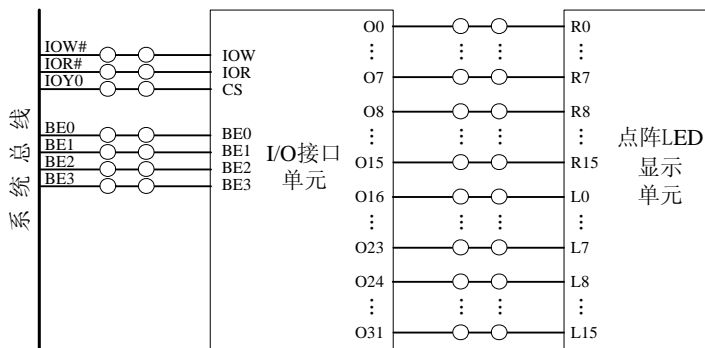 系统总线
IOW#
IOR#
IOY0
BE0
BE1
BE2
BE3
IOW
IOR
CS
BE0
BE1
BE2
BE3
I/O接口
单元
O0
⋮
O7
O8
⋮
O15
O16
⋮
O23
O24
⋮
O31
⋮
⋮
⋮
⋮
⋮
⋮
⋮
⋮
R0
⋮
R7
R8
⋮
R15
L0
⋮
L7
L8
⋮
L15
点阵LED
显示
单元